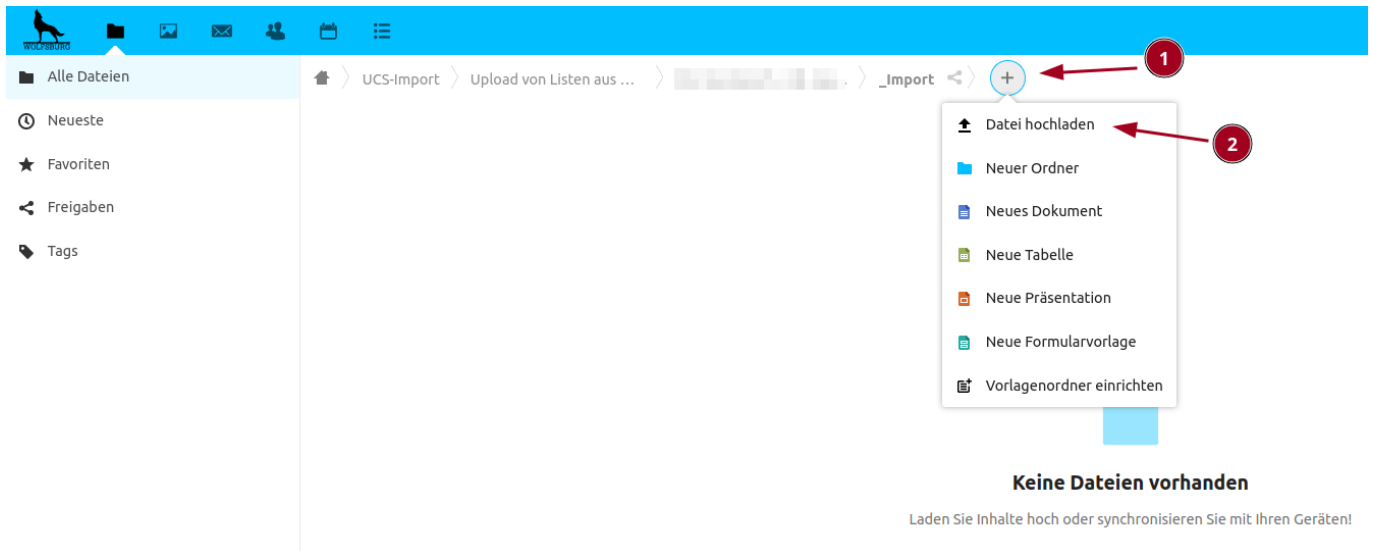 WOLFSBURG
Alle Dateien
Neueste
Favoriten
Freigaben
Tags
UCS-Import
Upload von Listen aus ...
_Import
1
Datei hochladen
2
Neuer Ordner
Neues Dokument
Neue Tabelle
Neue Präsentation
Neue Formularvorlage
Vorlagenordner einrichten
Keine Dateien vorhanden
Laden Sie Inhalte hoch oder synchronisieren Sie mit Ihren Geräten!